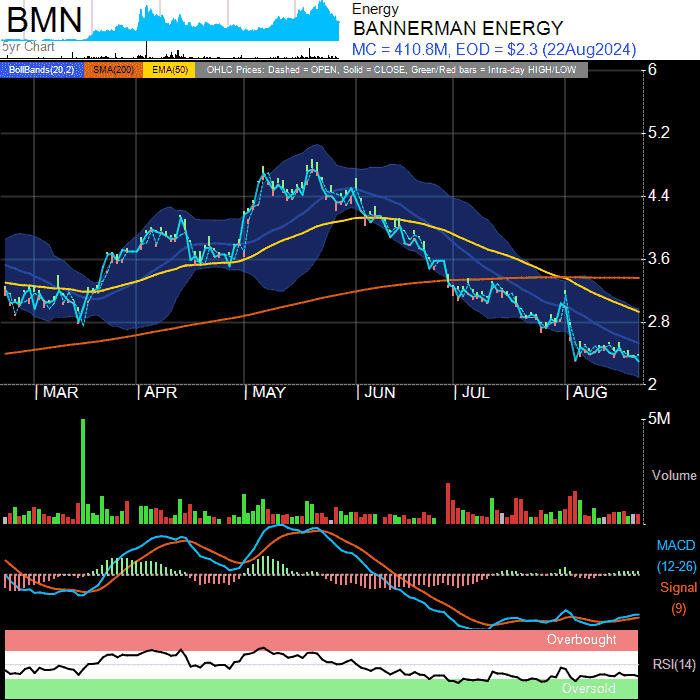 BMN
Energy
BANNERMAN ENERGY
5yr Chart
MC = 410.8M, EOD = $2.3 (22Aug2024)
BollBands(20,2) SMA(200) EMA(50) OHLC Prices: Dashed = OPEN, Solid = CLOSE, Green/Red bars = Intra-day HIGH/LOW
6
5.2
4.4
3.6
2.8
2
| MAR | APR | MAY | JUN | JUL | AUG
5M
Volume
MACD
(12-26)
Signal
(9)
Overbought
RSI(14)
Oversold